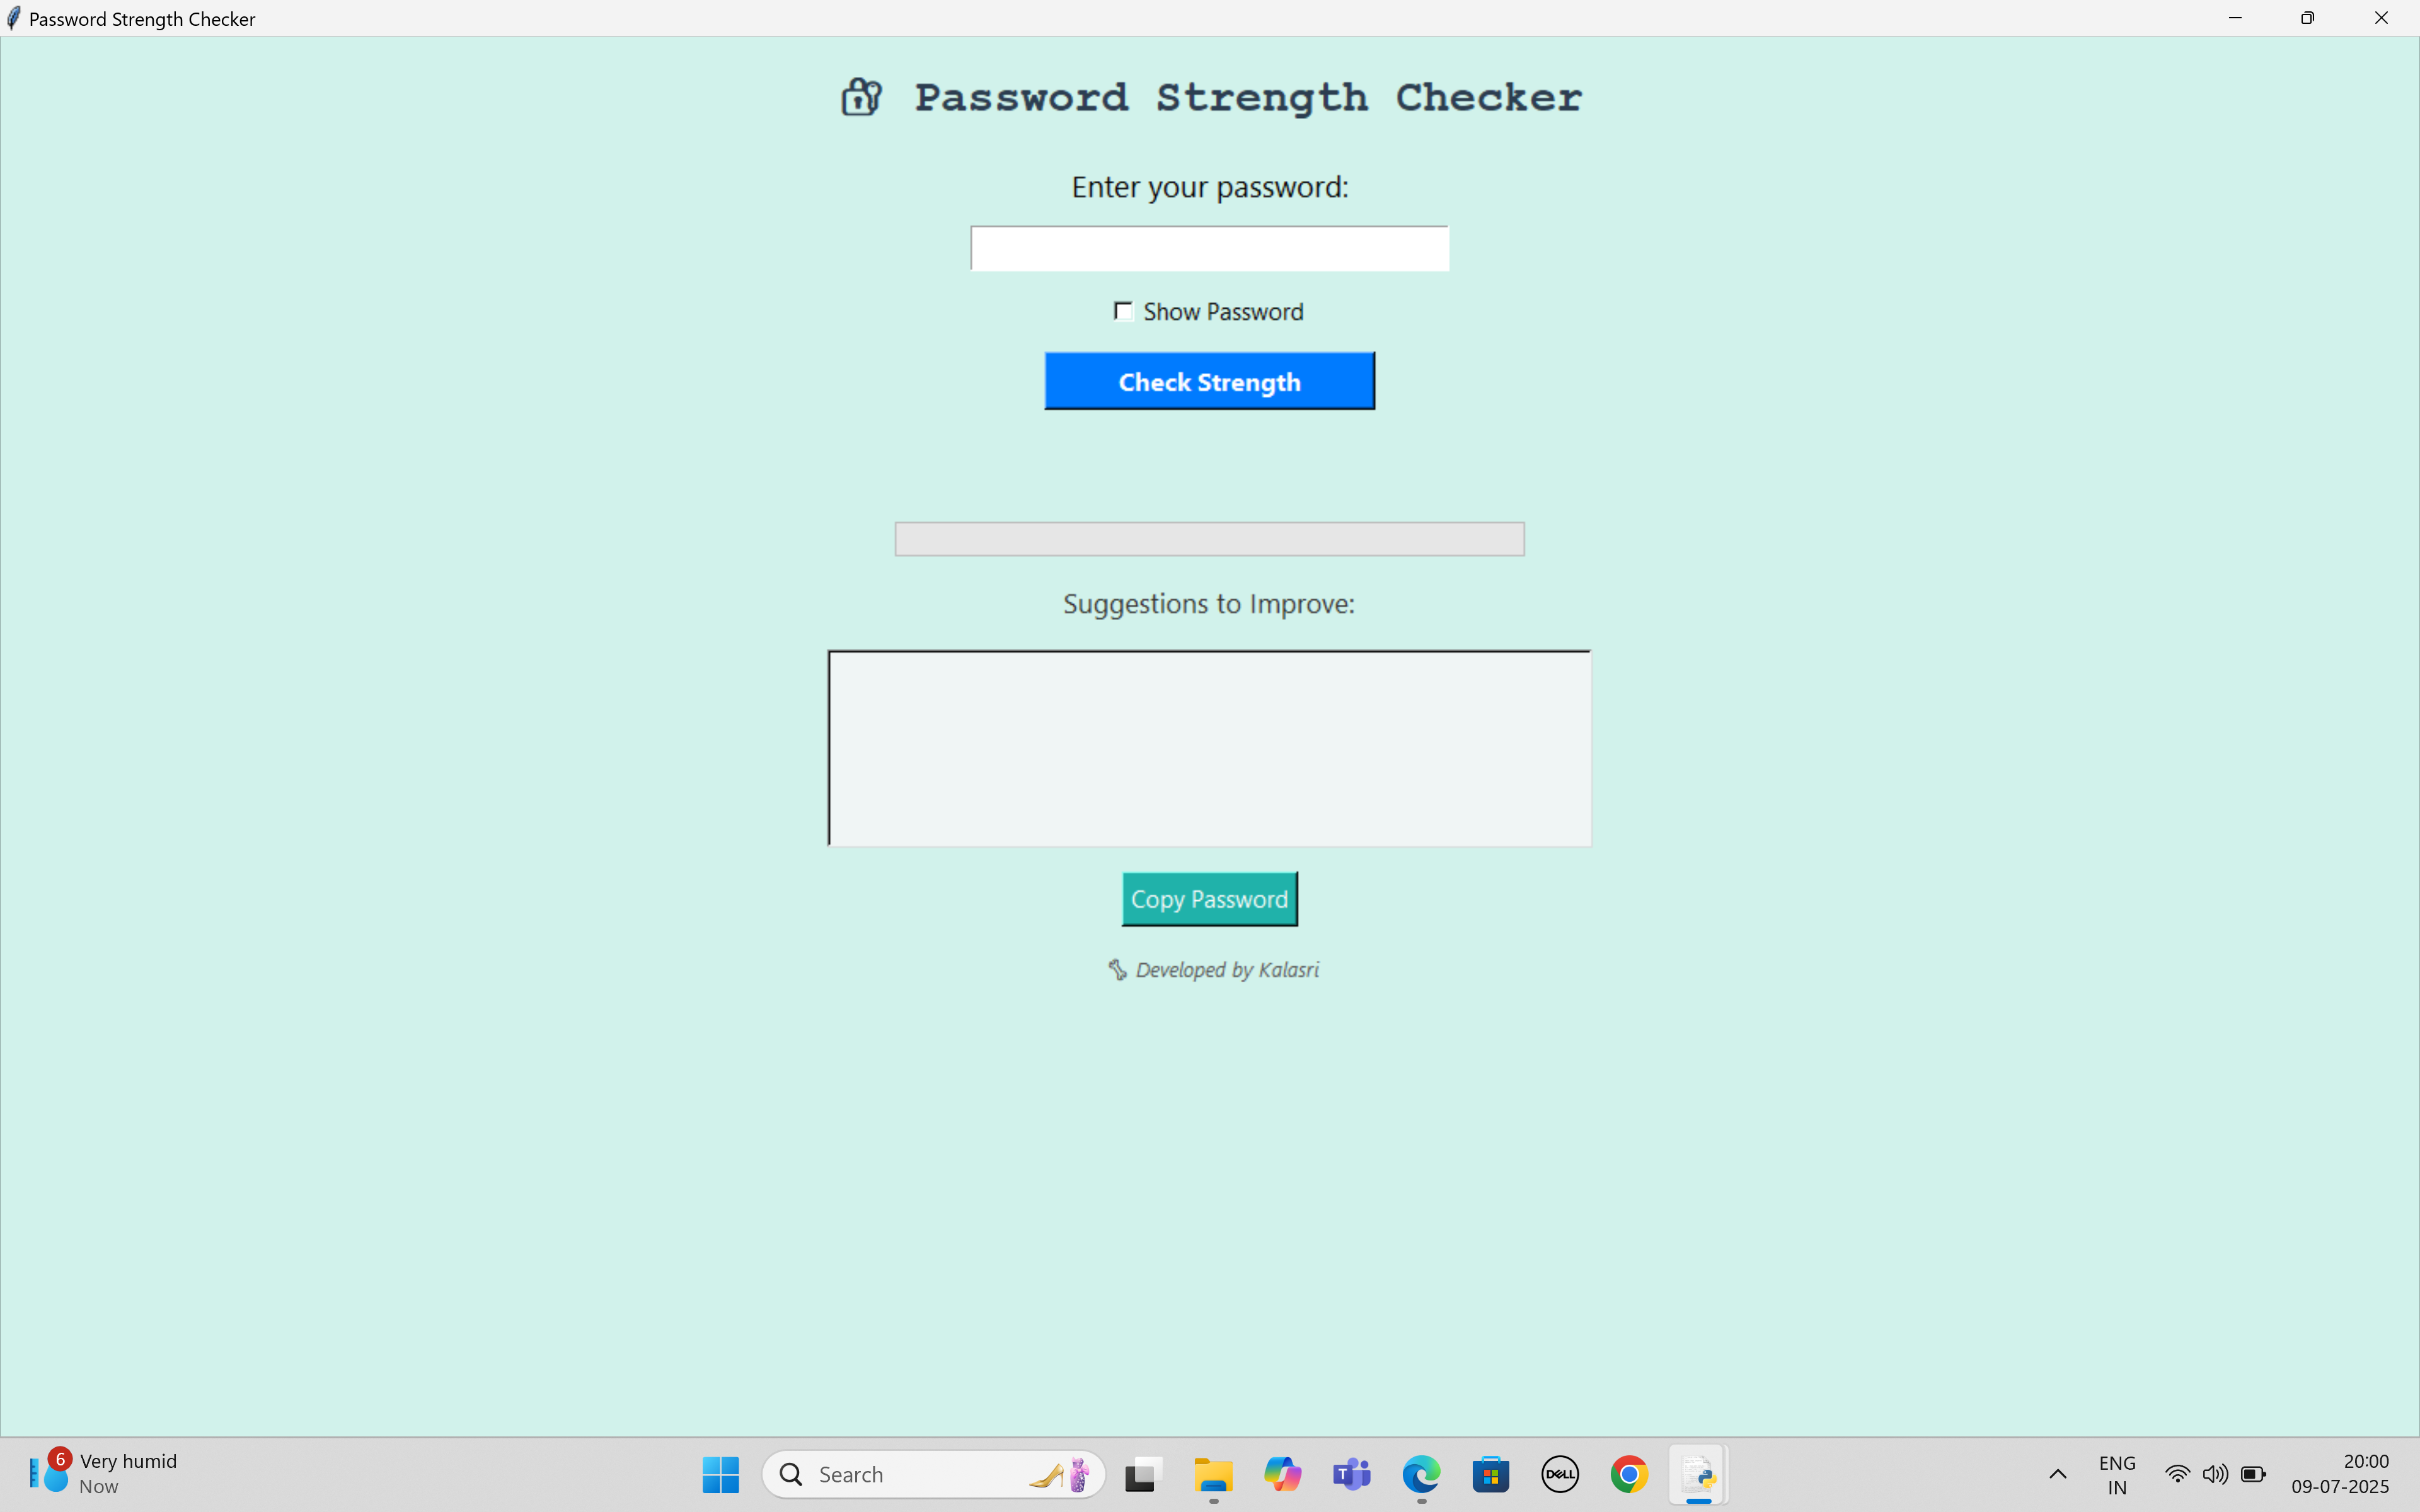 Password Strength Checker
Password Strength Checker
Enter your password:
Show Password
Check Strength
Suggestions to Improve:
Copy Password
Developed by Kalasri
6
Very humid
Now
Search
T
DELL
ENG
IN
20:00
09-07-2025